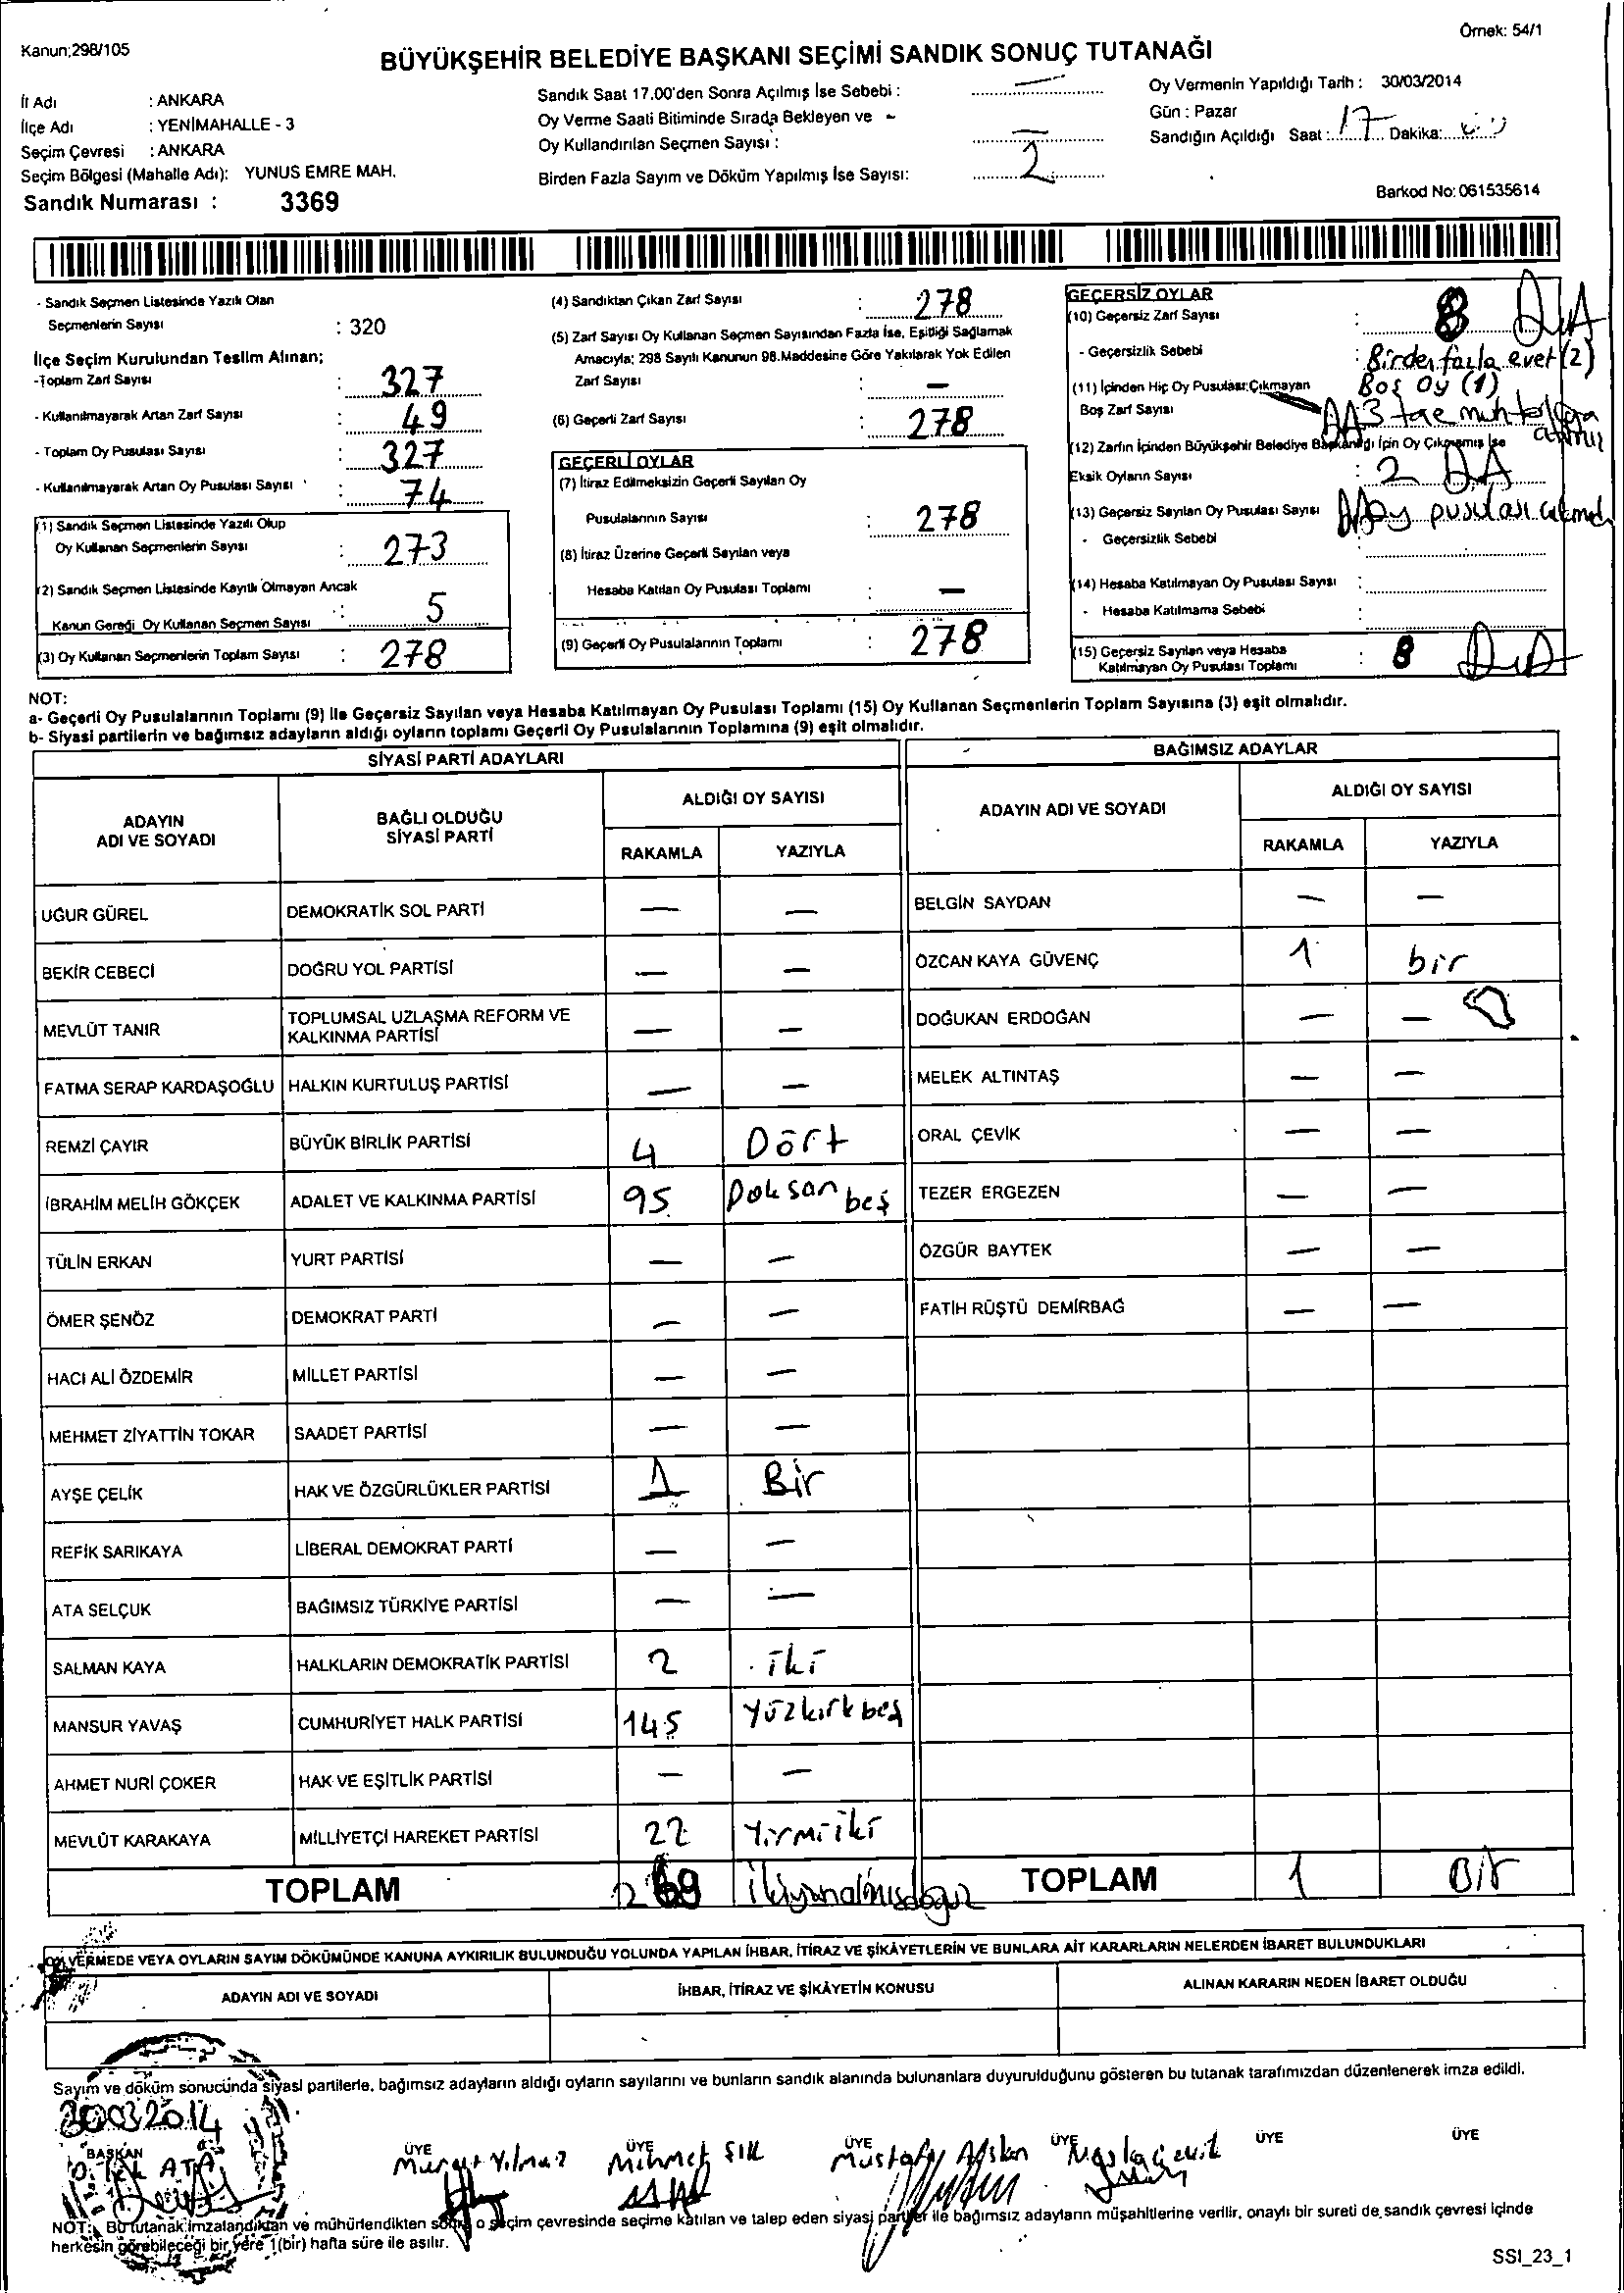 Örnek: 54/1
Kanun;298/105
BÜYÜKŞEHİR BELEDİYE BAŞKANI SEÇİMİ SANDIK SONUÇ TUTANAĞI
İl Adı : ANKARA
İlçe Adı : YENİMAHALLE - 3
Seçim Çevresi : ANKARA
Seçim Bölgesi (Mahalle Adı): YUNUS EMRE MAH.
Sandık Numarası : 3369
Sandık Saat 17.00'den Sonra Açılmış İse Sebebi : —
Oy Verme Saati Bitiminde Sırada Bekleyen ve
Oy Kullandırılan Seçmen Sayısı : —
Birden Fazla Sayım ve Döküm Yapılmış İse Sayısı: 2
Oy Vermenin Yapıldığı Tarih : 30/03/2014
Gün : Pazar
Sandığın Açıldığı Saat : 17 Dakika:
Barkod No: 061535614
- Sandık Seçmen Listesinde Yazılı Olan
Seçmenlerin Sayısı : 320
İlçe Seçim Kurulundan Teslim Alınan;
-Toplam Zarf Sayısı : 327
- Kullanılmayarak Artan Zarf Sayısı : 49
- Toplam Oy Pusulası Sayısı : 327
- Kullanılmayarak Artan Oy Pusulası Sayısı : 74
(1) Sandık Seçmen Listesinde Yazılı Olup
Oy Kullanan Seçmenlerin Sayısı : 273
(2) Sandık Seçmen Listesinde Kayıtlı Olmayan Ancak
Kanun Gereği Oy Kullanan Seçmen Sayısı : 5
(3) Oy Kullanan Seçmenlerin Toplam Sayısı : 278
(4) Sandıktan Çıkan Zarf Sayısı : 278
(5) Zarf Sayısı Oy Kullanan Seçmen Sayısından Fazla İse, Eşitliği Sağlamak
Amacıyla; 298 Sayılı Kanunun 98.Maddesine Göre Yakılarak Yok Edilen
Zarf Sayısı : —
(6) Geçerli Zarf Sayısı : 278
GEÇERLİ OYLAR
(7) İtiraz Edilmeksizin Geçerli Sayılan Oy
Pusulalarının Sayısı : 278
(8) İtiraz Üzerine Geçerli Sayılan veya
Hesaba Katılan Oy Pusulası Toplamı : —
(9) Geçerli Oy Pusulalarının Toplamı : 278
GEÇERSİZ OYLAR
(10) Geçersiz Zarf Sayısı : 8
- Geçersizlik Sebebi : Birden fazla evet (2)
Boş Oy (1)
(11) İçinden Hiç Oy Pusulası Çıkmayan
Boş Zarf Sayısı 3 tae
(12) Zarfın İçinden Büyükşehir Belediye Başkanlığı İçin Oy Çıkmamış İse
Eksik Oyların Sayısı : 2
(13) Geçersiz Sayılan Oy Pusulası Sayısı oy pusulası
- Geçersizlik Sebebi :
(14) Hesaba Katılmayan Oy Pusulası Sayısı :
- Hesaba Katılmama Sebebi :
(15) Geçersiz Sayılan veya Hesaba
Katılmayan Oy Pusulası Toplamı : 8
NOT:
a- Geçerli Oy Pusulalarının Toplamı (9) İle Geçersiz Sayılan veya Hesaba Katılmayan Oy Pusulası Toplamı (15) Oy Kullanan Seçmenlerin Toplam Sayısına (3) eşit olmalıdır.
b- Siyasi partilerin ve bağımsız adayların aldığı oyların toplamı Geçerli Oy Pusulalarının Toplamına (9) eşit olmalıdır.
SİYASİ PARTİ ADAYLARI
ADAYIN ADI VE SOYADI BAĞLI OLDUĞU SİYASİ PARTİ ALDIĞI OY SAYISI
RAKAMLA YAZIYLA
UĞUR GÜREL DEMOKRATİK SOL PARTİ — —
BEKİR CEBECİ DOĞRU YOL PARTİSİ — —
MEVLÜT TANIR TOPLUMSAL UZLAŞMA REFORM VE KALKINMA PARTİSİ — —
FATMA SERAP KARDAŞOĞLU HALKIN KURTULUŞ PARTİSİ — —
REMZİ ÇAYIR BÜYÜK BİRLİK PARTİSİ 4 Dört
İBRAHİM MELİH GÖKÇEK ADALET VE KALKINMA PARTİSİ 95 Doksan beş
TÜLİN ERKAN YURT PARTİSİ — —
ÖMER ŞENÖZ DEMOKRAT PARTİ — —
HACI ALİ ÖZDEMİR MİLLET PARTİSİ — —
MEHMET ZİYATTİN TOKAR SAADET PARTİSİ — —
AYŞE ÇELİK HAK VE ÖZGÜRLÜKLER PARTİSİ 1 Bir
REFİK SARIKAYA LİBERAL DEMOKRAT PARTİ — —
ATA SELÇUK BAĞIMSIZ TÜRKİYE PARTİSİ — —
SALMAN KAYA HALKLARIN DEMOKRATİK PARTİSİ 2 iki
MANSUR YAVAŞ CUMHURİYET HALK PARTİSİ 145 Yüzkırkbeş
AHMET NURİ ÇOKER HAK VE EŞİTLİK PARTİSİ — —
MEVLÜT KARAKAYA MİLLİYETÇİ HAREKET PARTİSİ 22 Yirmiiki
TOPLAM 269 ikiyüzaltmışdoğuz
BAĞIMSIZ ADAYLAR
ADAYIN ADI VE SOYADI ALDIĞI OY SAYISI
RAKAMLA YAZIYLA
BELGİN SAYDAN — —
ÖZCAN KAYA GÜVENÇ 1 bir
DOĞUKAN ERDOĞAN — —
MELEK ALTINTAŞ — —
ORAL ÇEVİK — —
TEZER ERGEZEN — —
ÖZGÜR BAYTEK — —
FATİH RÜŞTÜ DEMİRBAĞ — —
TOPLAM 1 Bir
OY VERMEDE VEYA OYLARIN SAYIM DÖKÜMÜNDE KANUNA AYKIRILIK BULUNDUĞU YOLUNDA YAPILAN İHBAR, İTİRAZ VE ŞİKÂYETLERİN VE BUNLARA AİT KARARLARIN NELERDEN İBARET BULUNDUKLARI
ADAYIN ADI VE SOYADI İHBAR, İTİRAZ VE ŞİKÂYETİN KONUSU ALINAN KARARIN NEDEN İBARET OLDUĞU
Sayım ve döküm sonucunda siyasi partilerle, bağımsız adayların aldığı oyların sayılarını ve bunların sandık alanında bulunanlara duyurulduğunu gösteren bu tutanak tarafımızdan düzenlenerek imza edildi.
30032014
BAŞKAN ÜYE ÜYE ÜYE ÜYE ÜYE ÜYE
ATA Murat Yılmaz Mehmet Mustafa
NOT: Bu tutanak imzalandıktan ve mühürlendikten sonra o seçim çevresinde seçime katılan ve talep eden siyasi partiler ile bağımsız adayların müşahitlerine verilir, onaylı bir sureti de sandık çevresi içinde
herkesin görebileceği bir yere 1(bir) hafta süre ile asılır.
SSI_23_1